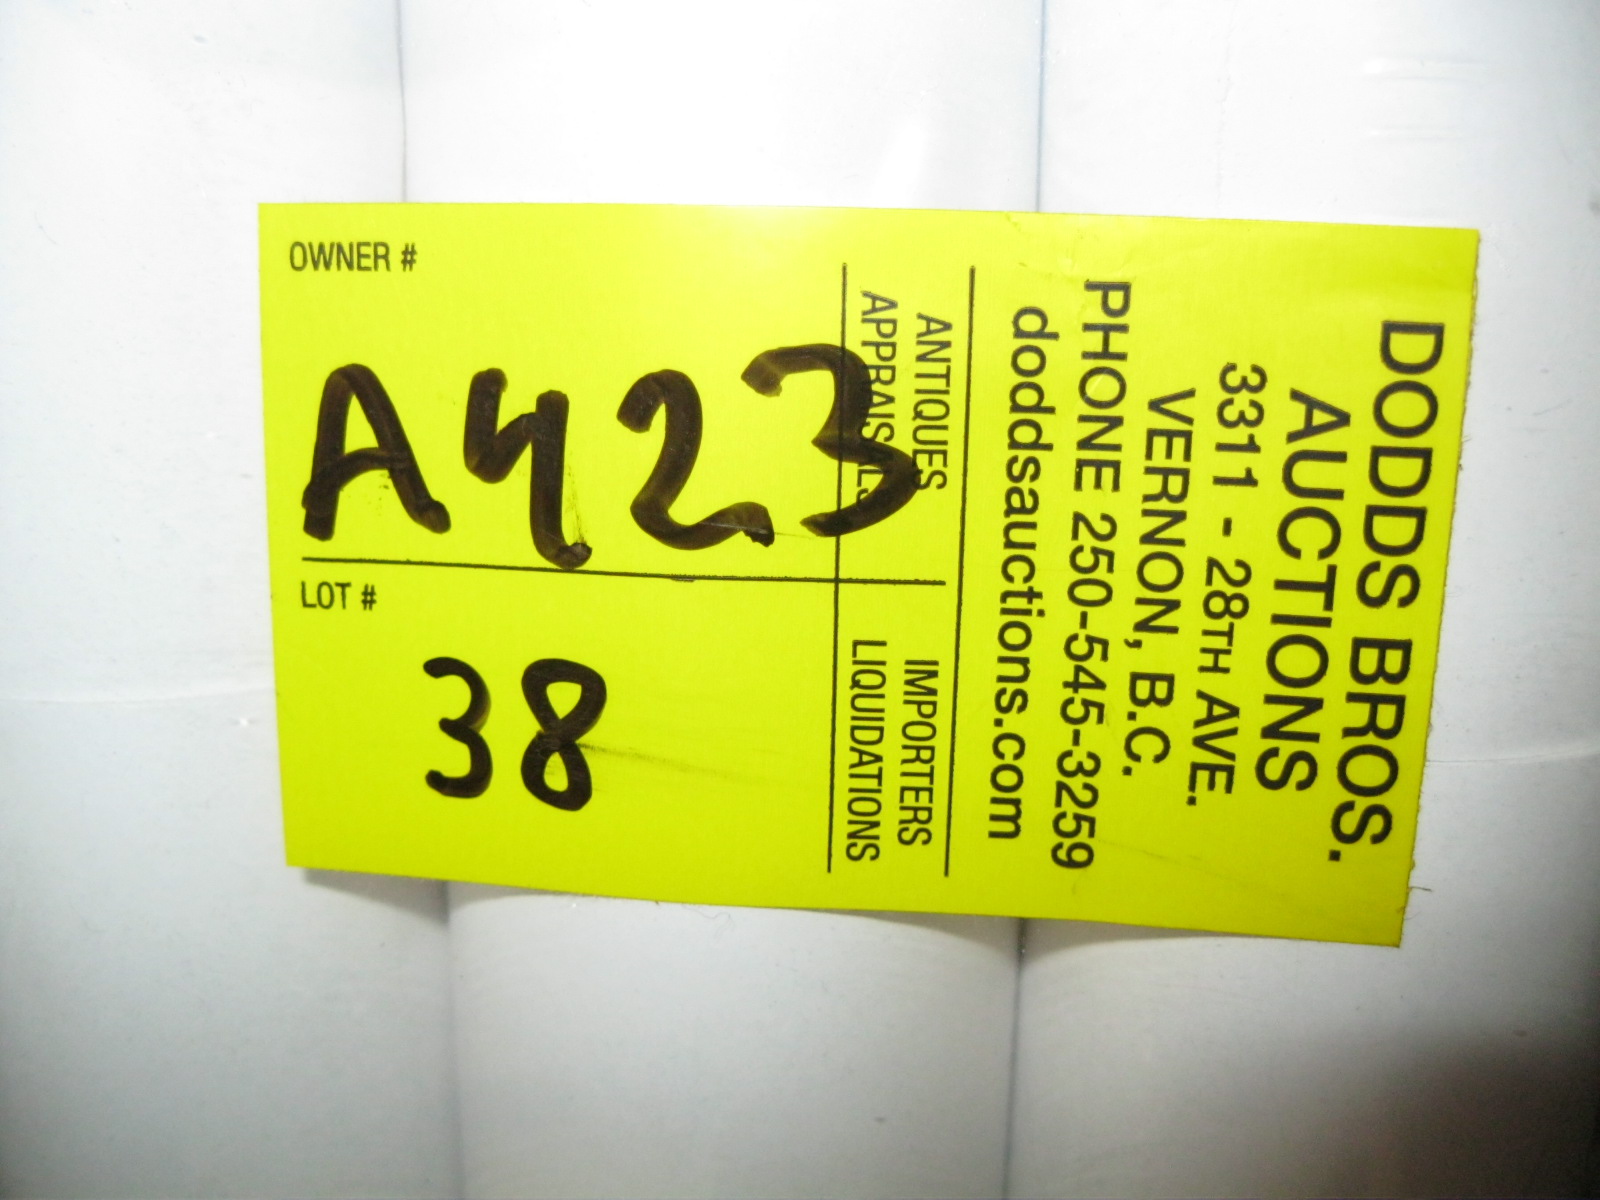 DODDS BROS.
AUCTIONS
3311 - 28TH AVE.
VERNON, B.C.
PHONE 250-545-3259
doddsauctions.com
ANTIQUES
APPRAISALS
IMPORTERS
LIQUIDATIONS
OWNER #
A423
LOT #
38